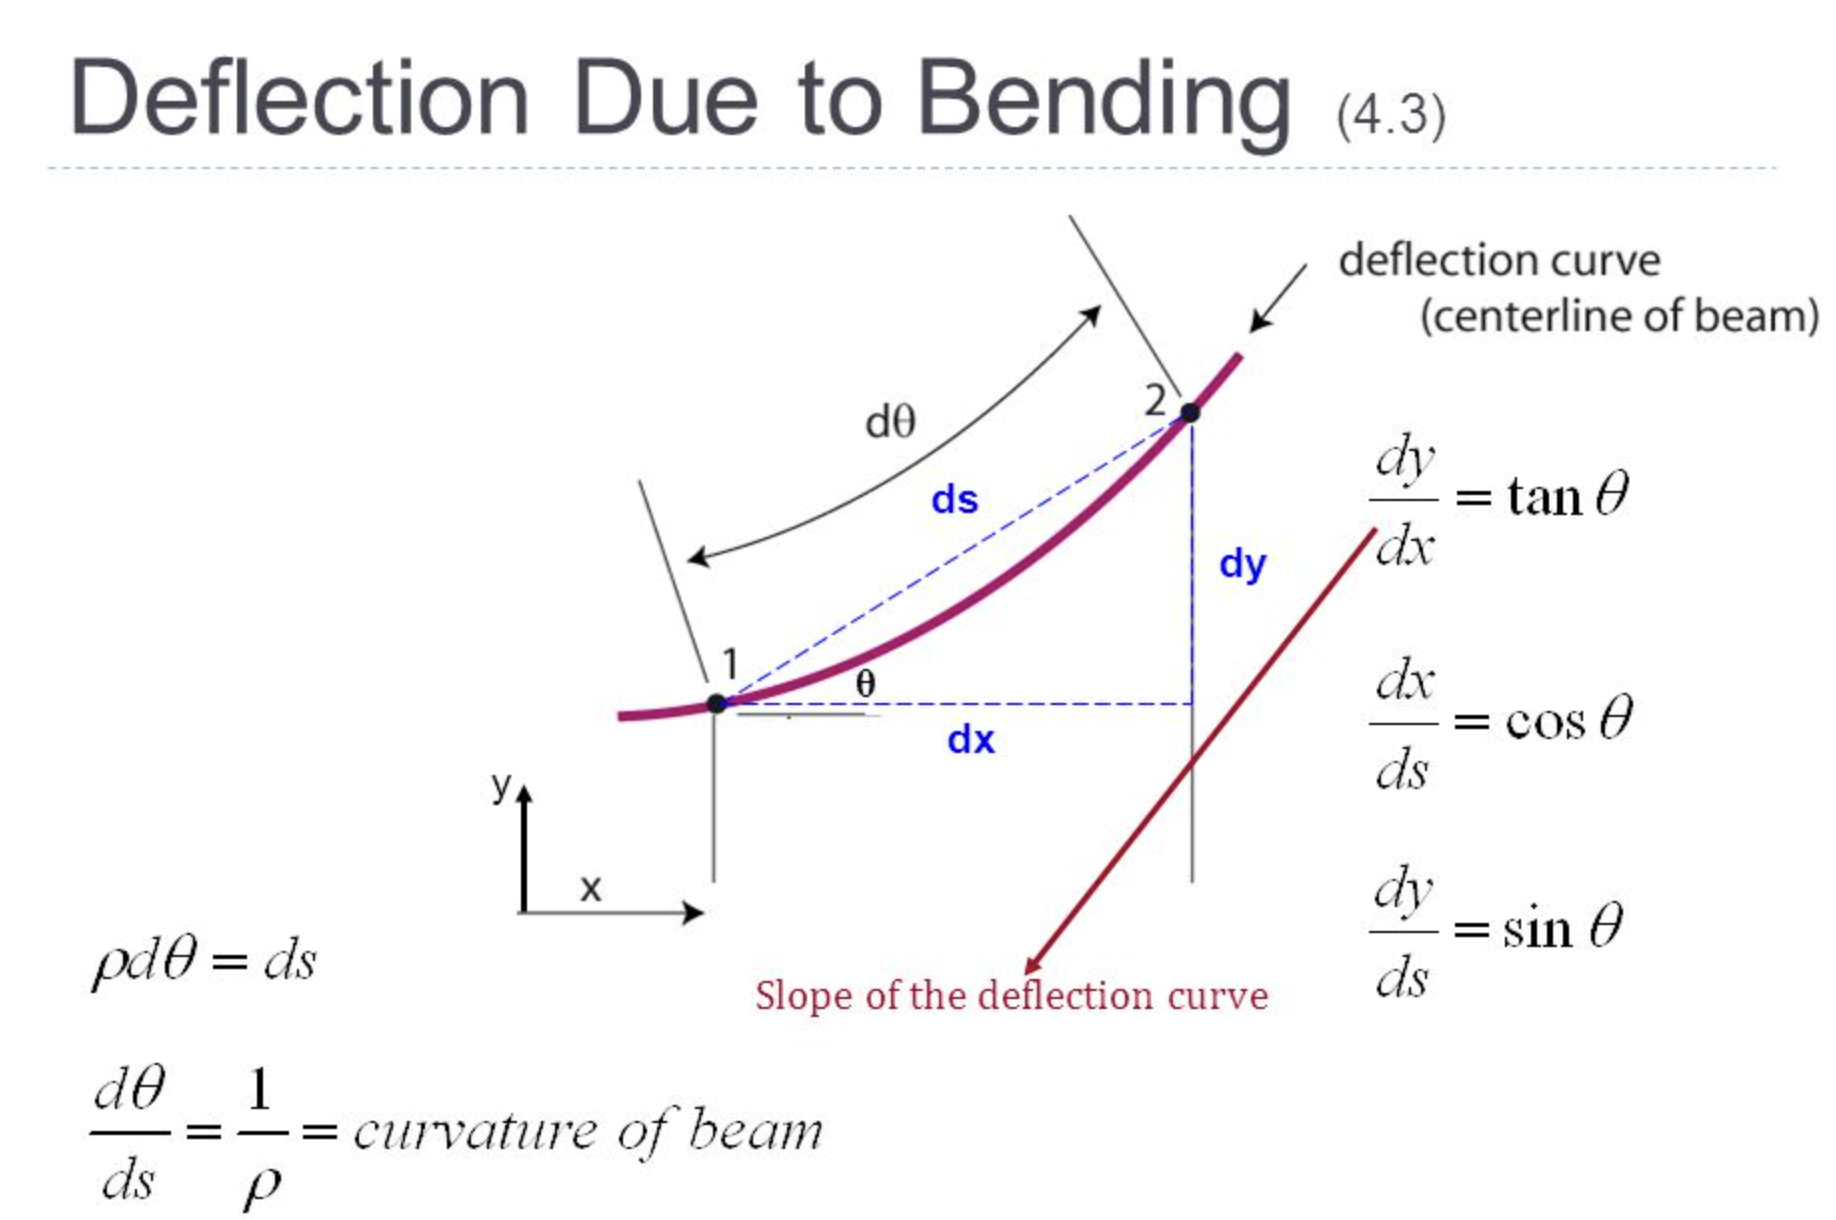 Deflection Due to Bending (4.3)
deflection curve
(centerline of beam)
2
dθ
ds
dy
1
θ
dx
y
x
dy/dx = tan θ
dx/ds = cos θ
dy/ds = sin θ
Slope of the deflection curve
ρdθ = ds
dθ/ds = 1/ρ = curvature of beam